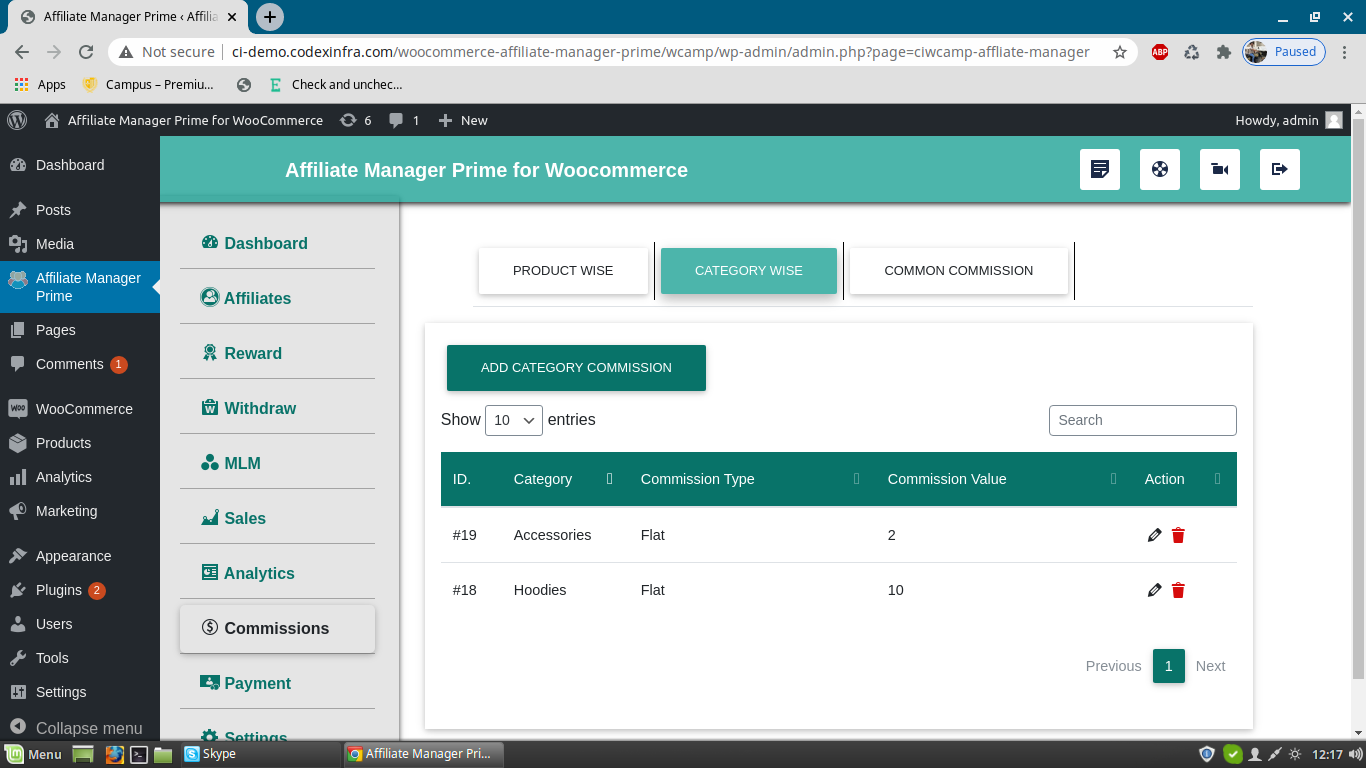 Affiliate Manager Prime ‹ Affilia
Not secure
ci-demo.codexinfra.com/woocommerce-affiliate-manager-prime/wcamp/wp-admin/admin.php?page=ciwcamp-affliate-manager
ABP
Paused
Apps
Campus – Premiu...
Check and unchec...
Affiliate Manager Prime for WooCommerce
6
1
New
Howdy, admin
Dashboard
Posts
Media
Affiliate Manager
Prime
Pages
Comments 1
WooCommerce
Products
Analytics
Marketing
Appearance
Plugins 2
Users
Tools
Settings
Collapse menu
Affiliate Manager Prime for Woocommerce
Dashboard
Affiliates
Reward
Withdraw
MLM
Sales
Analytics
Commissions
Payment
Settings
PRODUCT WISE
CATEGORY WISE
COMMON COMMISSION
ADD CATEGORY COMMISSION
Show 10 entries
Search
ID. Category Commission Type Commission Value Action
#19 Accessories Flat 2
#18 Hoodies Flat 10
Previous 1 Next
Menu
Skype
Affiliate Manager Pri...
12:17